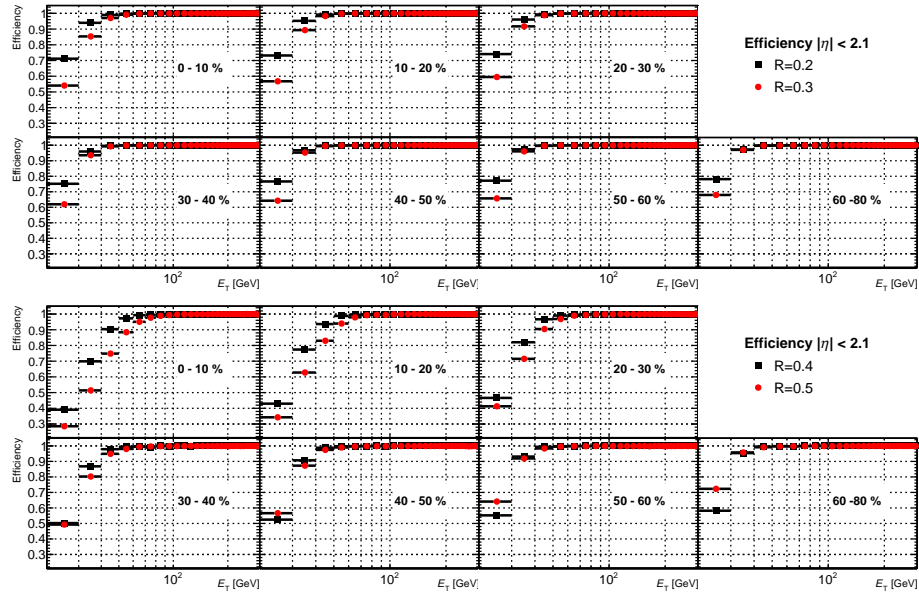 Efficiency
1
0.9
0.8
0.7
0.6
0.5
0.4
0.3
0 - 10 %
10 - 20 %
20 - 30 %
Efficiency |η| < 2.1
R=0.2
R=0.3
Efficiency
1
0.9
0.8
0.7
0.6
0.5
0.4
0.3
30 - 40 %
40 - 50 %
50 - 60 %
60 -80 %
10²
E_T [GeV]
10²
E_T [GeV]
10²
E_T [GeV]
10²
E_T [GeV]
Efficiency
1
0.9
0.8
0.7
0.6
0.5
0.4
0.3
0 - 10 %
10 - 20 %
20 - 30 %
Efficiency |η| < 2.1
R=0.4
R=0.5
Efficiency
1
0.9
0.8
0.7
0.6
0.5
0.4
0.3
30 - 40 %
40 - 50 %
50 - 60 %
60 -80 %
10²
E_T [GeV]
10²
E_T [GeV]
10²
E_T [GeV]
10²
E_T [GeV]